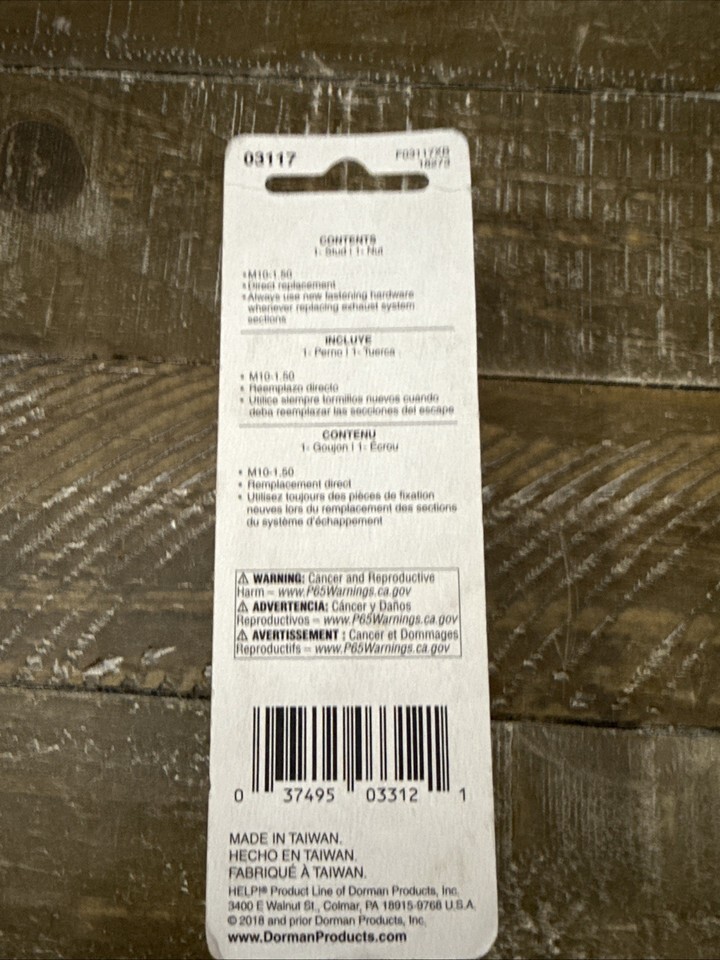 03117
F03117XB
18273
CONTENTS
1- Stud | 1- Nut
• M10-1.50
• Direct replacement
• Always use new fastening hardware
whenever replacing exhaust system
sections
INCLUYE
1- Perno | 1- Tuerca
• M10-1.50
• Reemplazo directo
• Utilice siempre tornillos nuevos cuando
deba reemplazar las secciones del escape
CONTENU
1- Goujon | 1- Écrou
• M10-1.50
• Remplacement direct
• Utilisez toujours des pièces de fixation
neuves lors du remplacement des sections
du système d'échappement
⚠ WARNING: Cancer and Reproductive
Harm – www.P65Warnings.ca.gov
⚠ ADVERTENCIA: Cáncer y Daños
Reproductivos – www.P65Warnings.ca.gov
⚠ AVERTISSEMENT : Cancer et Dommages
Reproductifs – www.P65Warnings.ca.gov
0 37495 03312 1
MADE IN TAIWAN.
HECHO EN TAIWAN.
FABRIQUÉ À TAIWAN.
HELP!® Product Line of Dorman Products, Inc.
3400 E Walnut St., Colmar, PA 18915-9768 U.S.A.
© 2018 and prior Dorman Products, Inc.
www.DormanProducts.com